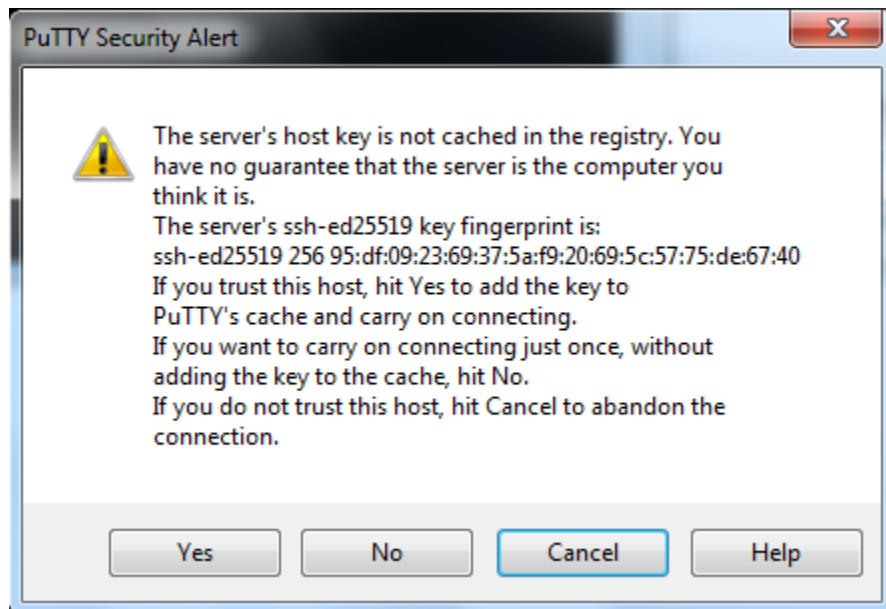 PuTTY Security Alert
The server's host key is not cached in the registry. You
have no guarantee that the server is the computer you
think it is.
The server's ssh-ed25519 key fingerprint is:
ssh-ed25519 256 95:df:09:23:69:37:5a:f9:20:69:5c:57:75:de:67:40
If you trust this host, hit Yes to add the key to
PuTTY's cache and carry on connecting.
If you want to carry on connecting just once, without
adding the key to the cache, hit No.
If you do not trust this host, hit Cancel to abandon the
connection.
Yes No Cancel Help